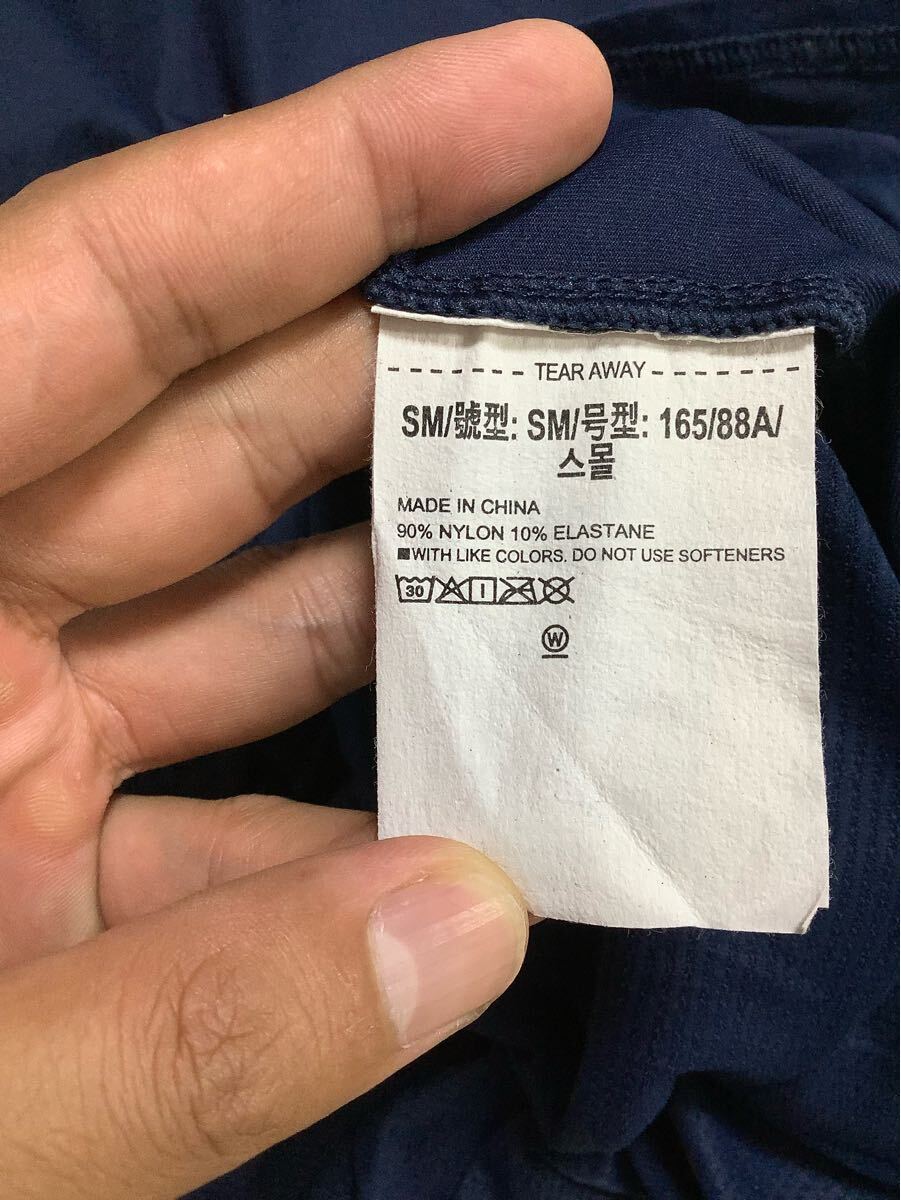 TEAR AWAY
SM/號型: SM/号型: 165/88A/
스몰
MADE IN CHINA
90% NYLON 10% ELASTANE
■WITH LIKE COLORS. DO NOT USE SOFTENERS
30
W